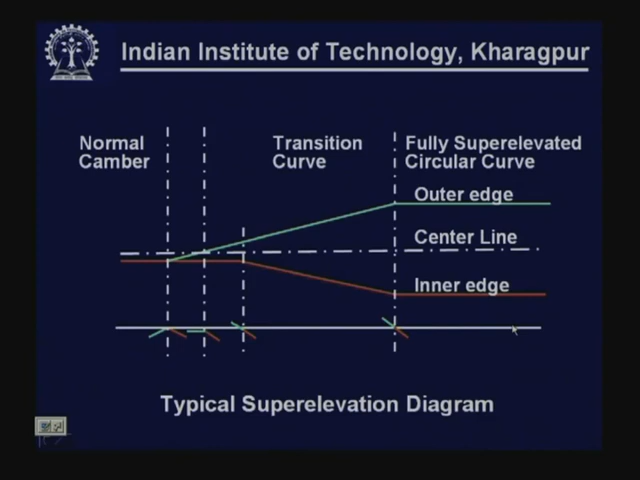 Indian Institute of Technology, Kharagpur
Normal
Camber
Transition
Curve
Fully Superelevated
Circular Curve
Outer edge
Center Line
Inner edge
Typical Superelevation Diagram